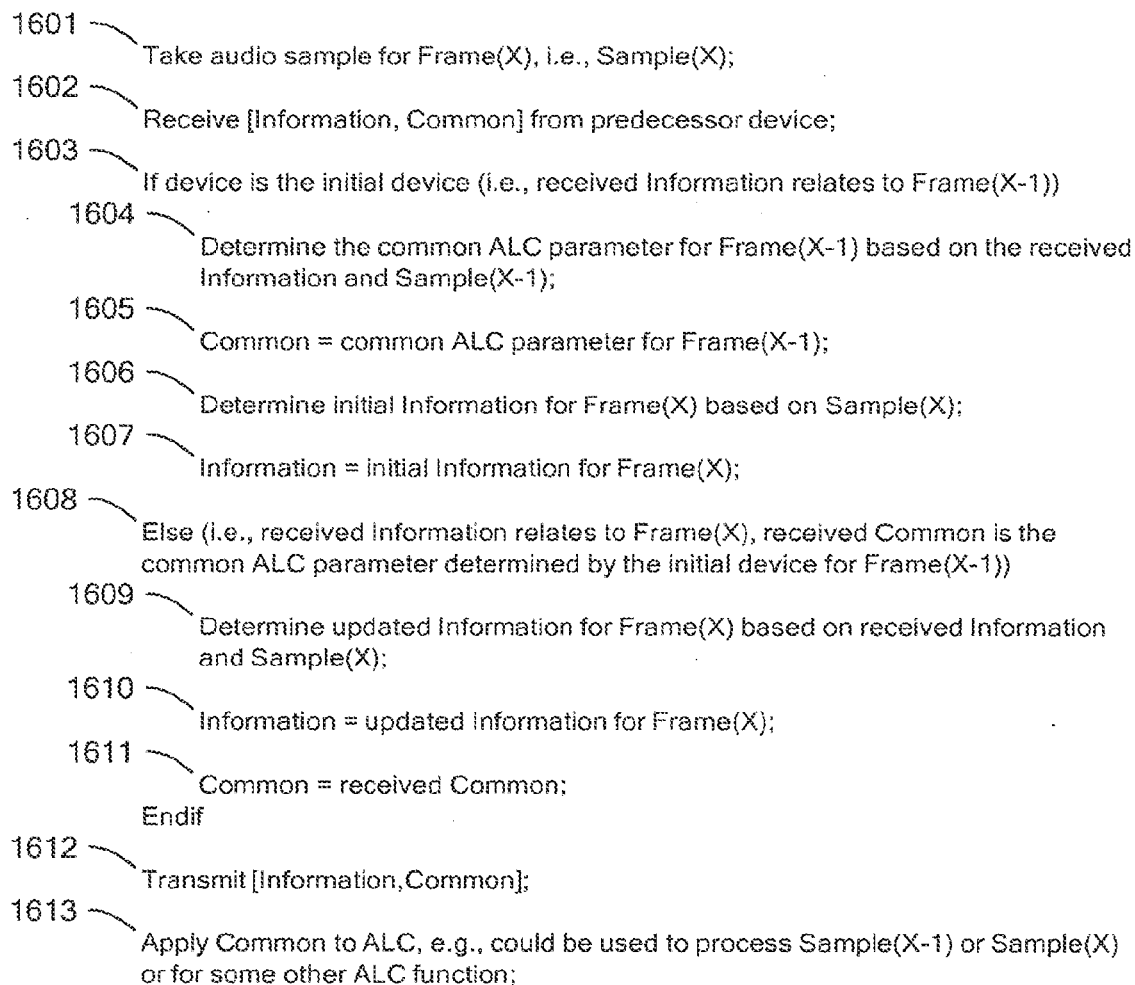 1601
Take audio sample for Frame(X), i.e., Sample(X);
1602
Receive [Information, Common] from predecessor device;
1603
If device is the initial device (i.e., received Information relates to Frame(X-1))
1604
Determine the common ALC parameter for Frame(X-1) based on the received
Information and Sample(X-1);
1605
Common = common ALC parameter for Frame(X-1);
1606
Determine initial Information for Frame(X) based on Sample(X);
1607
Information = initial Information for Frame(X);
1608
Else (i.e., received Information relates to Frame(X), received Common is the
common ALC parameter determined by the initial device for Frame(X-1))
1609
Determine updated Information for Frame(X) based on received Information
and Sample(X);
1610
Information = updated Information for Frame(X);
1611
Common = received Common;
Endif
1612
Transmit [Information,Common];
1613
Apply Common to ALC, e.g., could be used to process Sample(X-1) or Sample(X)
or for some other ALC function;